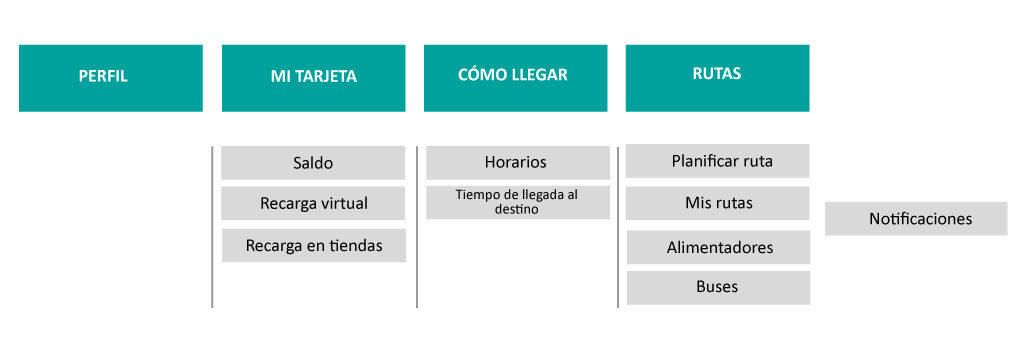 PERFIL
MI TARJETA
CÓMO LLEGAR
RUTAS
Saldo
Recarga virtual
Recarga en tiendas
Horarios
Tiempo de llegada al
destino
Planificar ruta
Mis rutas
Alimentadores
Buses
Notificaciones